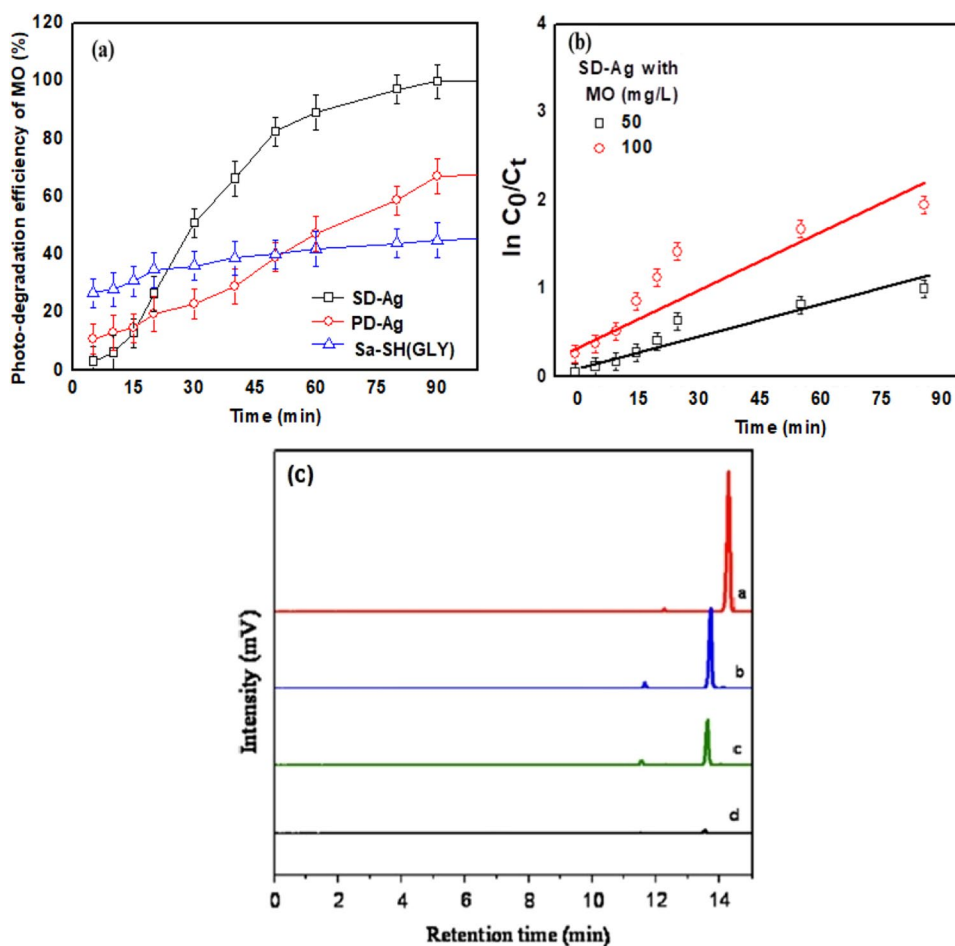 (a)
Photo-degradation efficiency of MO (%)
120
100
80
60
40
20
0
SD-Ag
PD-Ag
Sa-SH(GLY)
0 15 30 45 60 75 90
Time (min)
(b)
ln C0/Ct
4
3
2
1
0
SD-Ag with
MO (mg/L)
50
100
0 15 30 45 60 75 90
Time (min)
(c)
Intensity (mV)
a
b
c
d
0 2 4 6 8 10 12 14
Retention time (min)